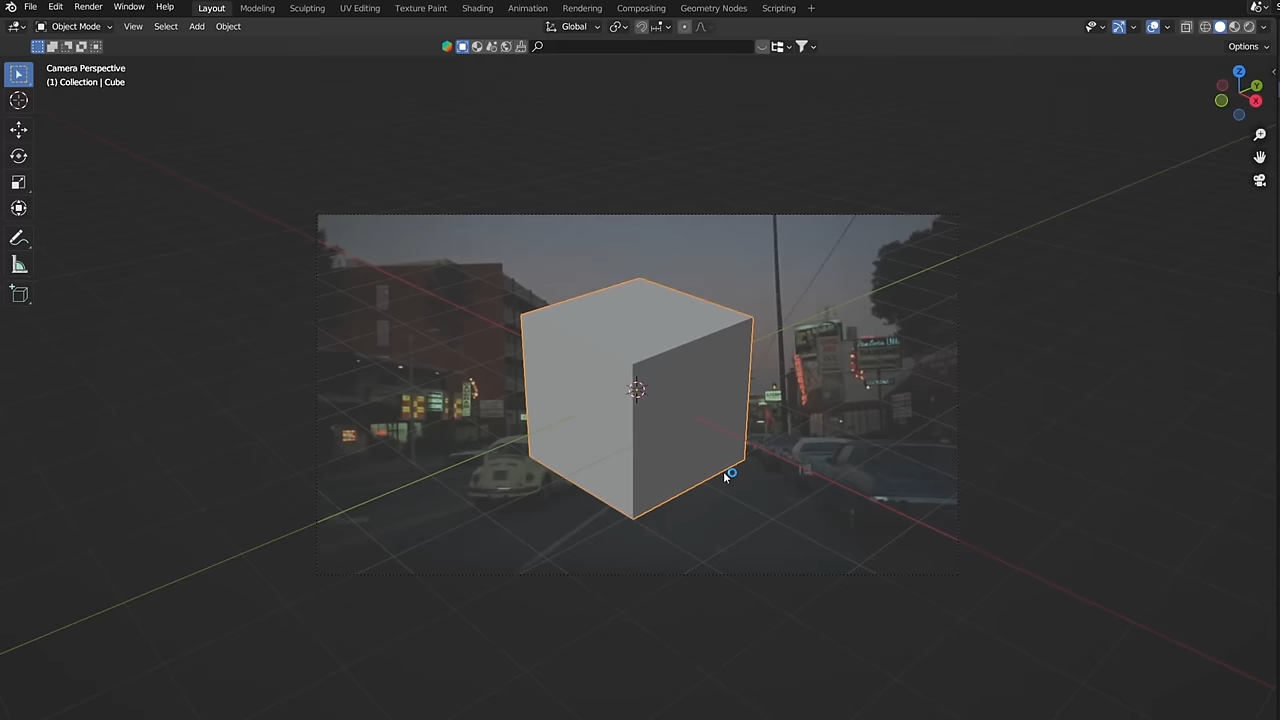 File Edit Render Window Help Layout Modeling Sculpting UV Editing Texture Paint Shading Animation Rendering Compositing Geometry Nodes Scripting +
Object Mode View Select Add Object Global
Options
Camera Perspective
(1) Collection | Cube
Z
Y
X